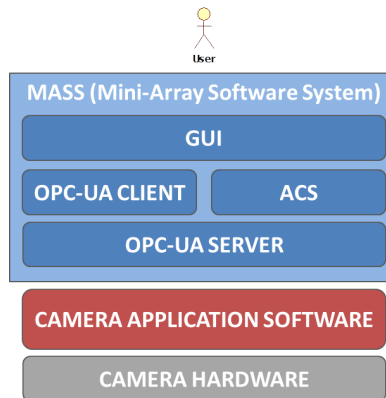 User
MASS (Mini-Array Software System)
GUI
OPC-UA CLIENT
ACS
OPC-UA SERVER
CAMERA APPLICATION SOFTWARE
CAMERA HARDWARE